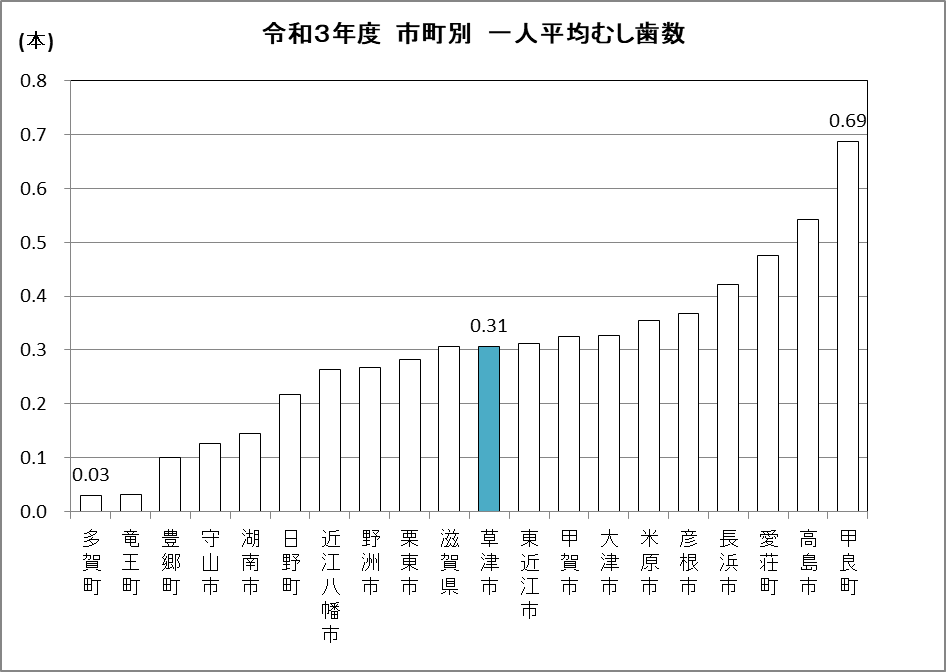 令和３年度 市町別 一人平均むし歯数
(本)
0.8
0.7
0.6
0.5
0.4
0.3
0.2
0.1
0.0
0.03
0.31
0.69
多賀町
竜王町
豊郷町
守山市
湖南市
日野町
近江八幡市
野洲市
栗東市
滋賀県
草津市
東近江市
甲賀市
大津市
米原市
彦根市
長浜市
愛荘町
高島市
甲良町